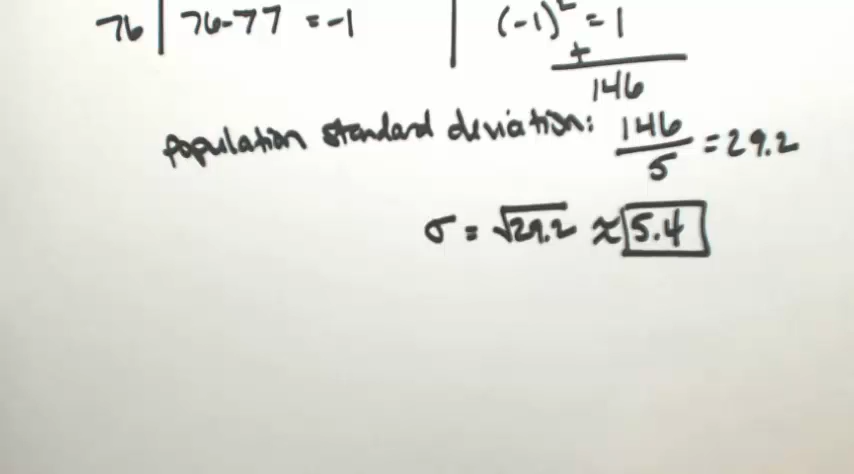 76 | 76-77 = -1 | (-1)² = 1
+
146
population standard deviation: 146/5 = 29.2
σ = √29.2 ≈ 5.4